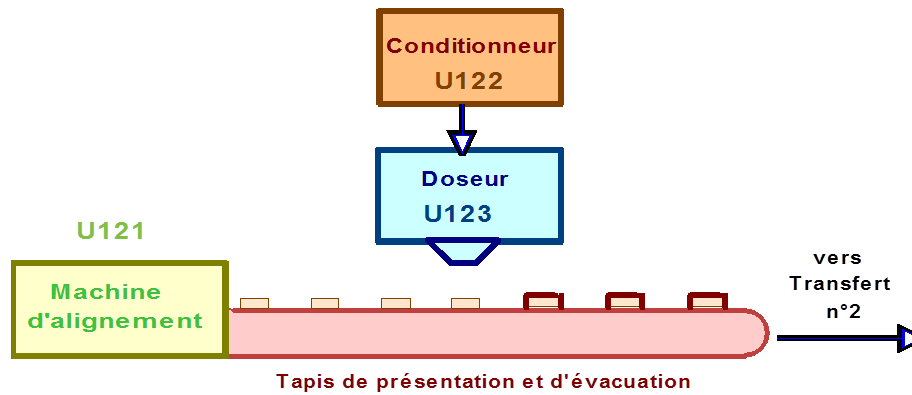 Conditionneur
U122
Doseur
U123
U121
Machine
d'alignement
vers
Transfert
n°2
Tapis de présentation et d'évacuation